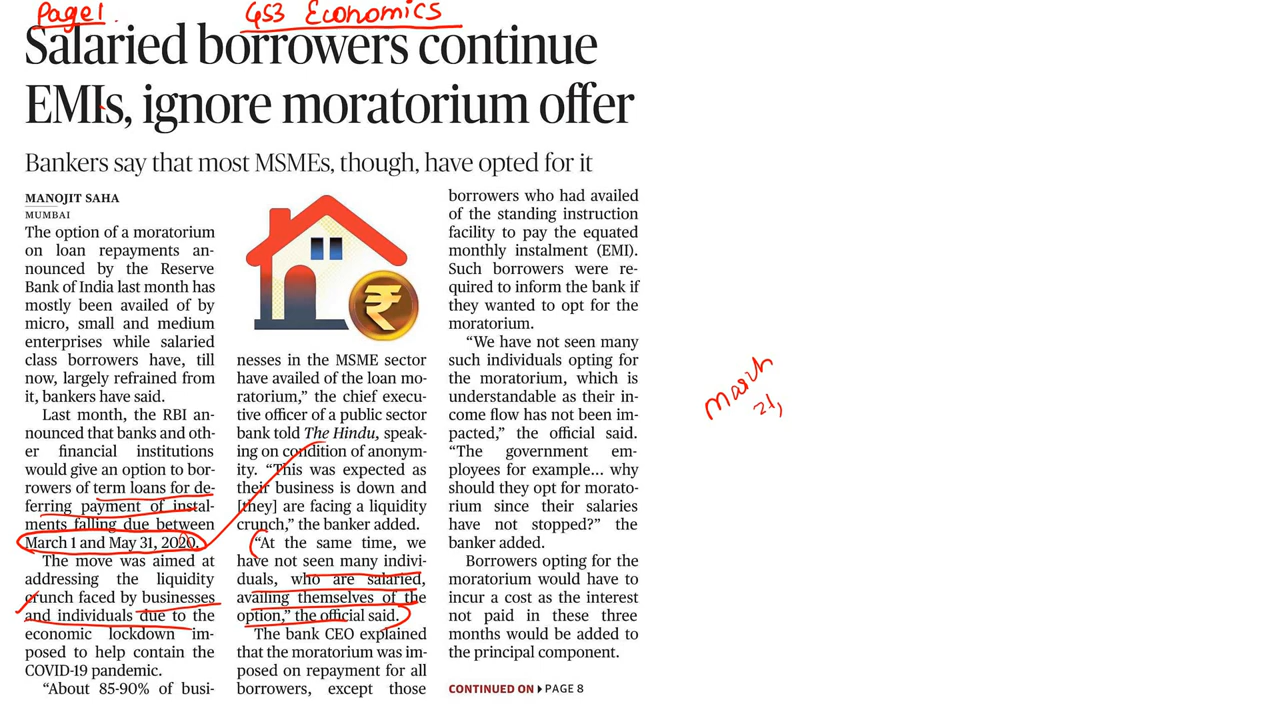 Page1.
GS3 Economics
Salaried borrowers continue
EMIs, ignore moratorium offer
Bankers say that most MSMEs, though, have opted for it
MANOJIT SAHA
MUMBAI
The option of a moratorium
on loan repayments an-
nounced by the Reserve
Bank of India last month has
mostly been availed of by
micro, small and medium
enterprises while salaried
class borrowers have, till
now, largely refrained from
it, bankers have said.
Last month, the RBI an-
nounced that banks and oth-
er financial institutions
would give an option to bor-
rowers of term loans for de-
ferring payment of instal-
ments falling due between
March 1 and May 31, 2020.
The move was aimed at
addressing the liquidity
crunch faced by businesses
and individuals due to the
economic lockdown im-
posed to help contain the
COVID-19 pandemic.
“About 85-90% of busi-
nesses in the MSME sector
have availed of the loan mo-
ratorium,” the chief execu-
tive officer of a public sector
bank told The Hindu, speak-
ing on condition of anonym-
ity. “This was expected as
their business is down and
[they] are facing a liquidity
crunch,” the banker added.
“At the same time, we
have not seen many indivi-
duals, who are salaried,
availing themselves of the
option,” the official said.
The bank CEO explained
that the moratorium was im-
posed on repayment for all
borrowers, except those
borrowers who had availed
of the standing instruction
facility to pay the equated
monthly instalment (EMI).
Such borrowers were re-
quired to inform the bank if
they wanted to opt for the
moratorium.
“We have not seen many
such individuals opting for
the moratorium, which is
understandable as their in-
come flow has not been im-
pacted,” the official said.
“The government em-
ployees for example... why
should they opt for morato-
rium since their salaries
have not stopped?” the
banker added.
Borrowers opting for the
moratorium would have to
incur a cost as the interest
not paid in these three
months would be added to
the principal component.
CONTINUED ON PAGE 8
March
21,